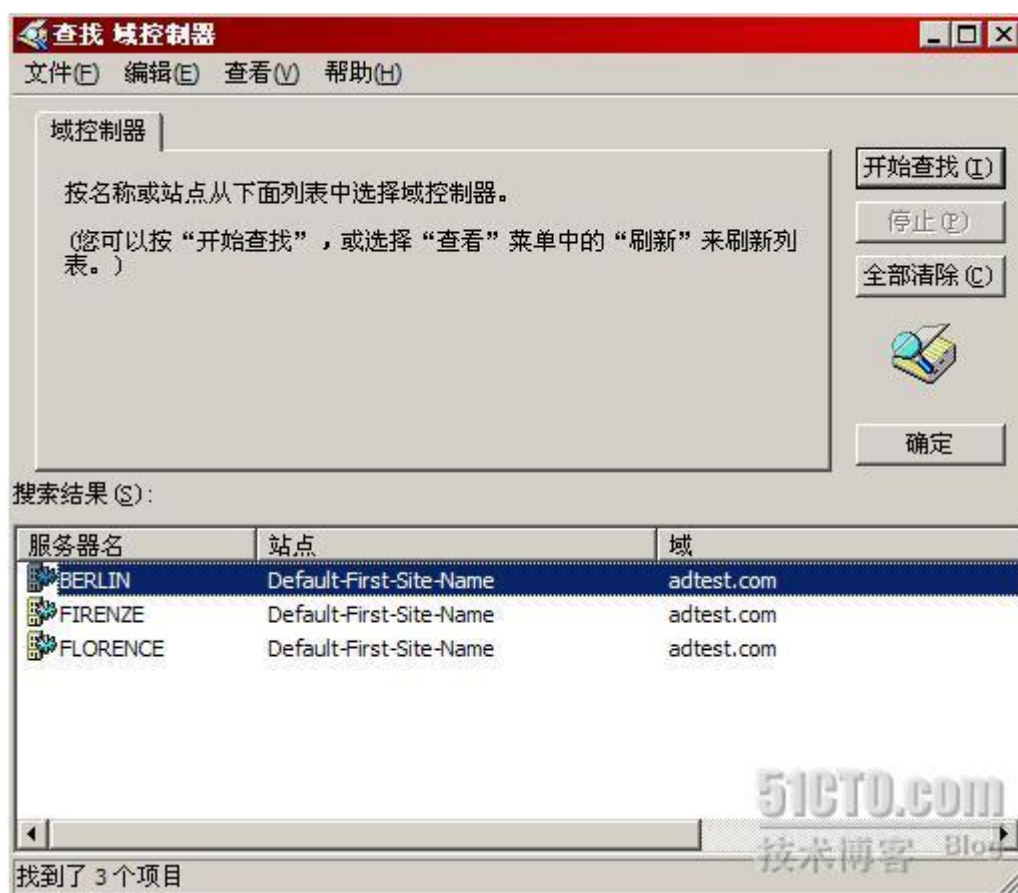 查找 域控制器
文件(F) 编辑(E) 查看(V) 帮助(H)
域控制器
按名称或站点从下面列表中选择域控制器。
(您可以按“开始查找”,或选择“查看”菜单中的“刷新”来刷新列
表。)
开始查找(I)
停止(P)
全部清除(C)
确定
搜索结果(S):
服务器名 站点 域
BERLIN Default-First-Site-Name adtest.com
FIRENZE Default-First-Site-Name adtest.com
FLORENCE Default-First-Site-Name adtest.com
51CTO.com
技术博客 Blog
找到了 3 个项目